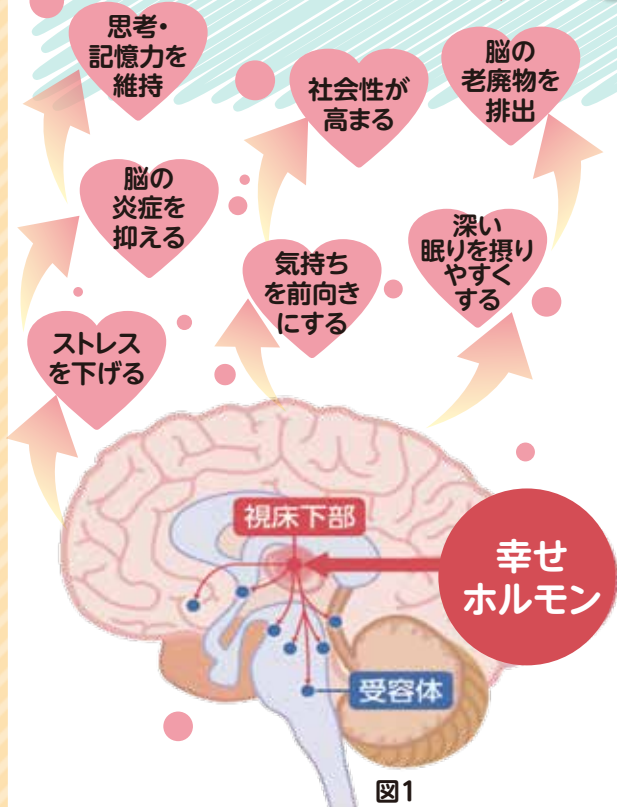 思考・
記憶力を
維持
社会性が
高まる
脳の
老廃物を
排出
脳の
炎症を
抑える
気持ち
を前向き
にする
深い
眠りを摂り
やすく
する
ストレス
を下げる
視床下部
幸せ
ホルモン
受容体
図1